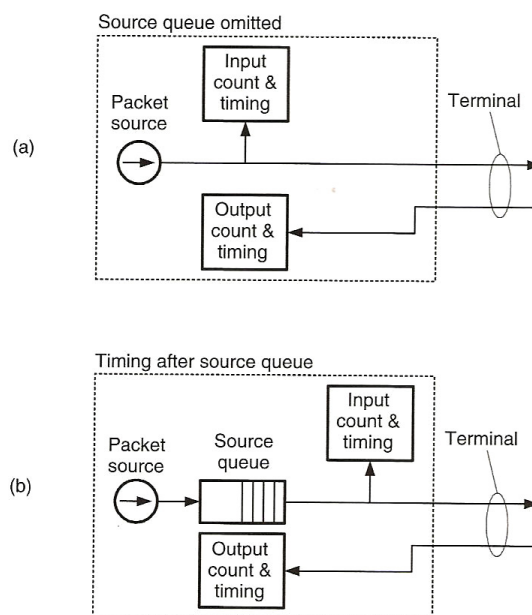 Source queue omitted
Input
count &
timing
Packet
source
Terminal
(a)
Output
count &
timing
Timing after source queue
Input
count &
timing
Packet
source
Source
queue
Terminal
(b)
Output
count &
timing